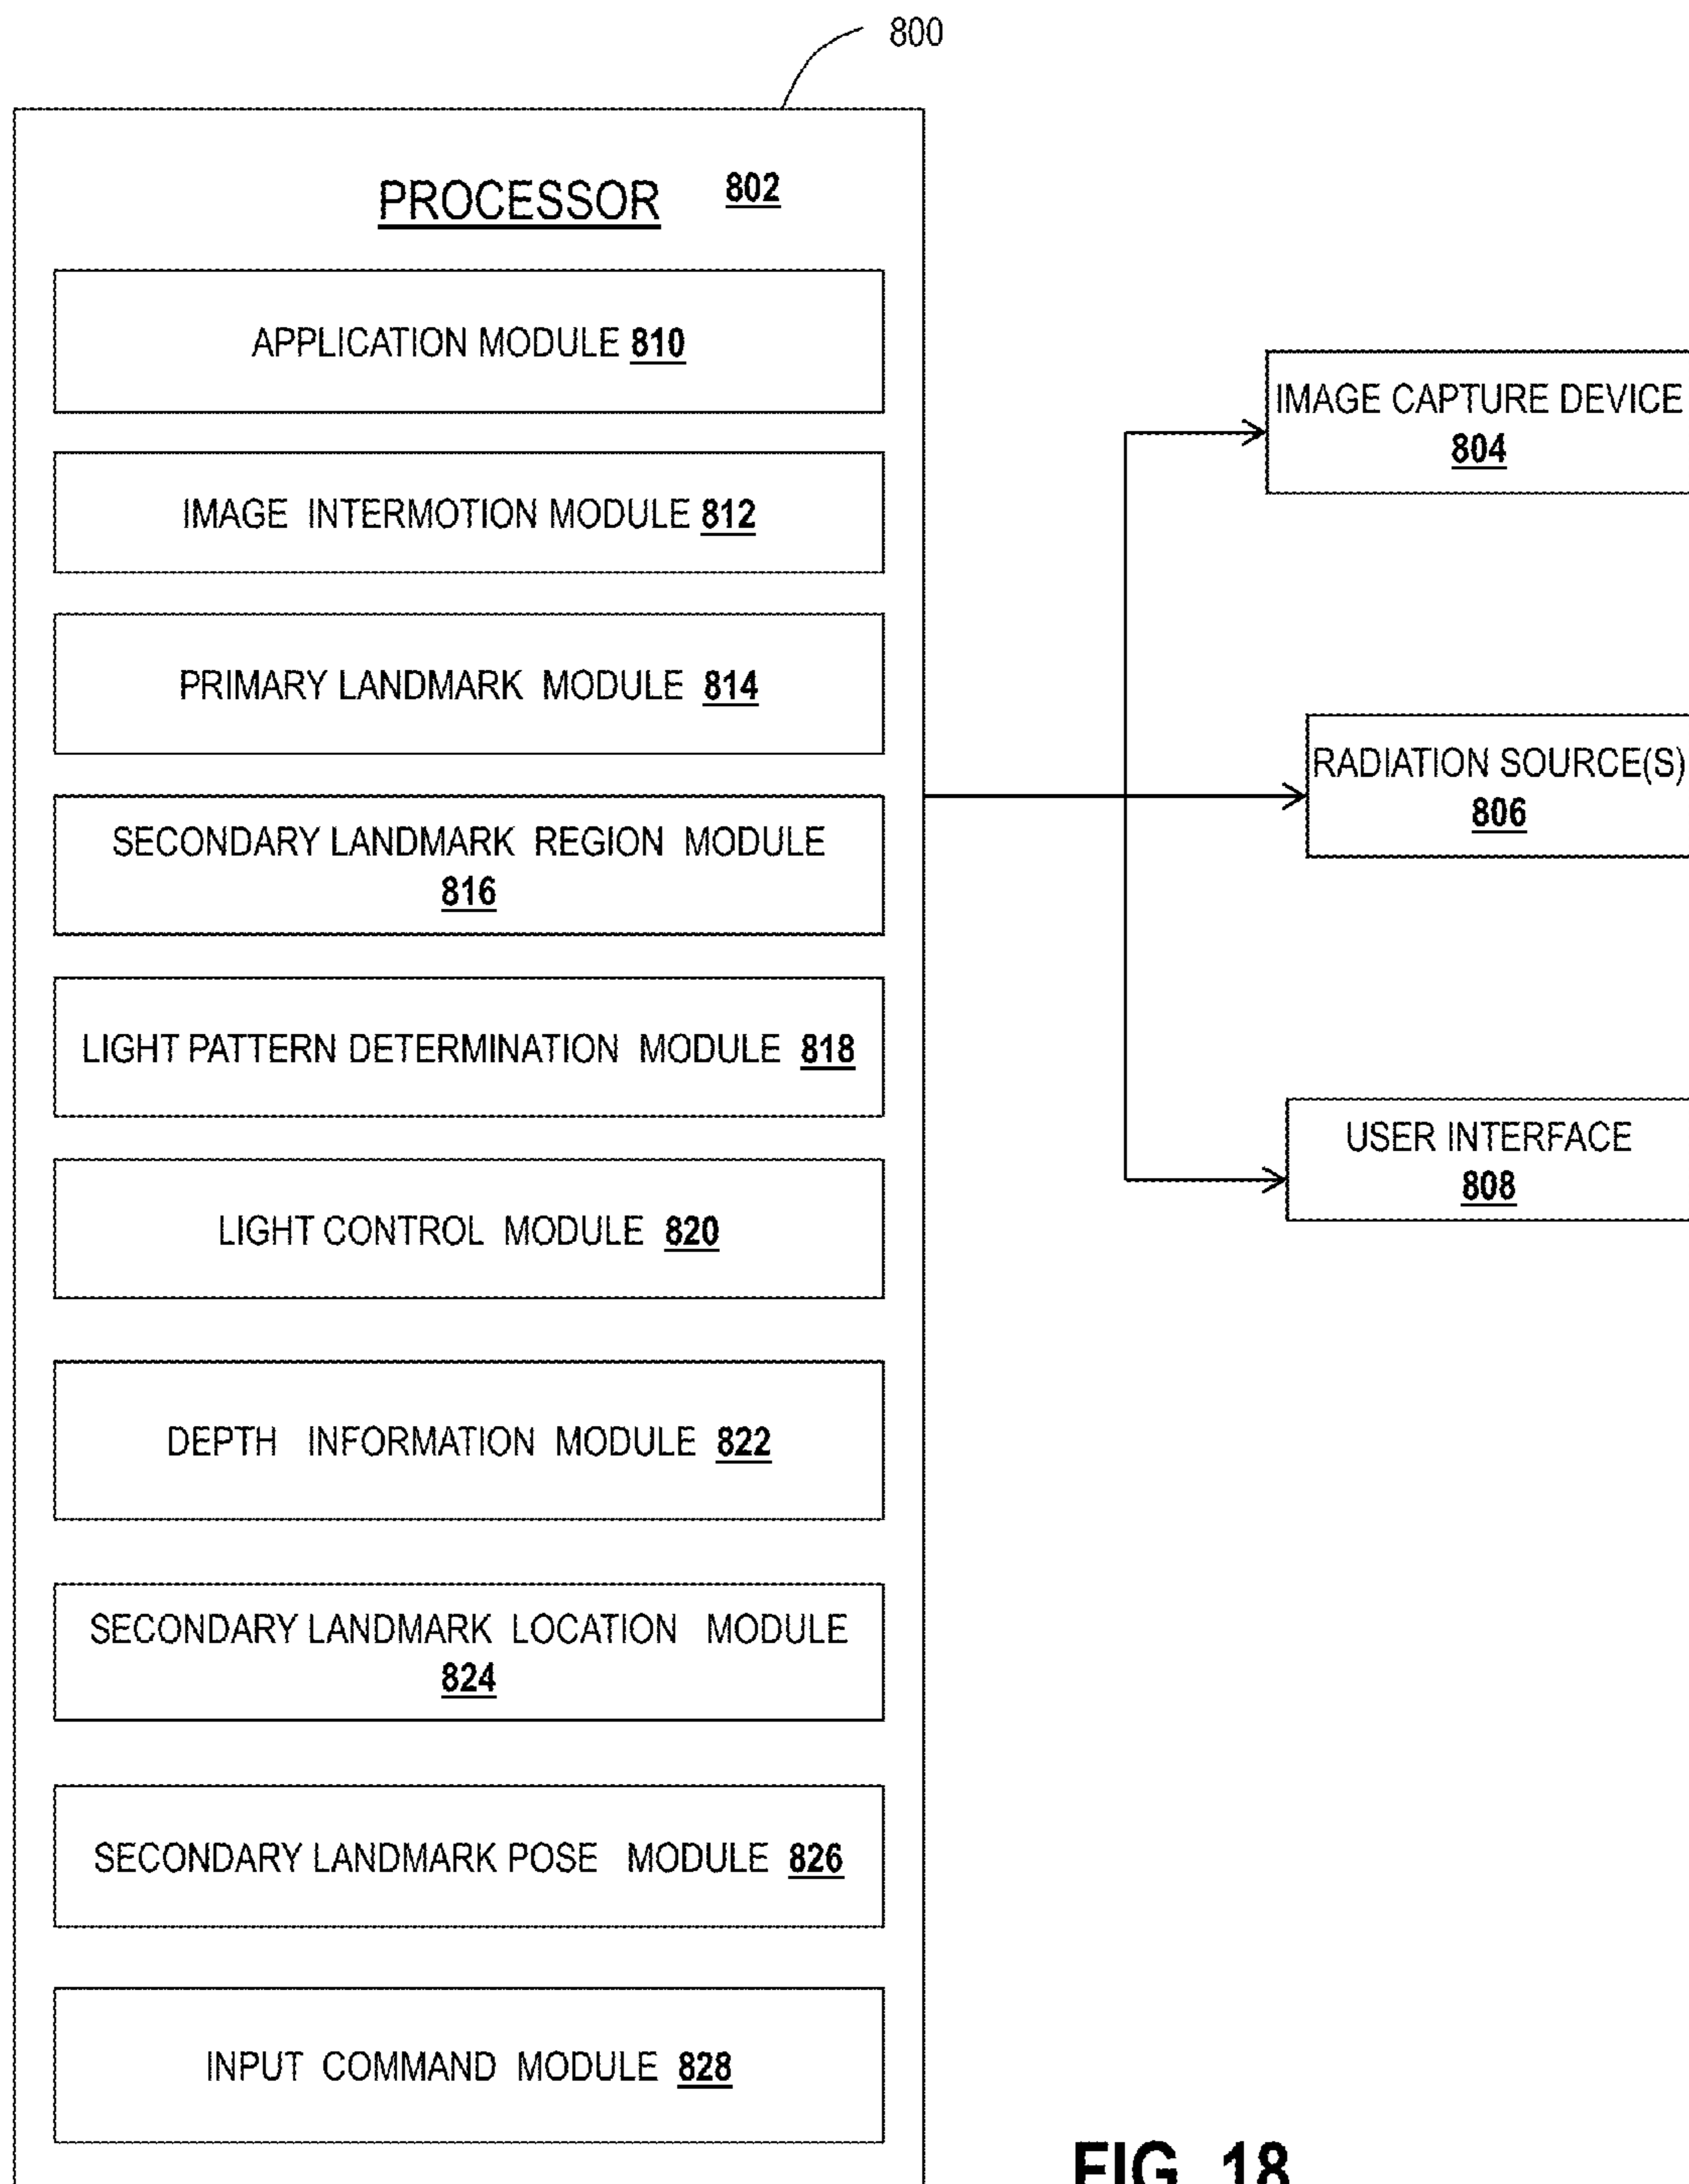 800
PROCESSOR 802
APPLICATION MODULE 810
IMAGE INTERMOTION MODULE 812
PRIMARY LANDMARK MODULE 814
SECONDARY LANDMARK REGION MODULE
816
LIGHT PATTERN DETERMINATION MODULE 818
LIGHT CONTROL MODULE 820
DEPTH INFORMATION MODULE 822
SECONDARY LANDMARK LOCATION MODULE
824
SECONDARY LANDMARK POSE MODULE 826
INPUT COMMAND MODULE 828
IMAGE CAPTURE DEVICE
804
RADIATION SOURCE(S)
806
USER INTERFACE
808
FIG. 18